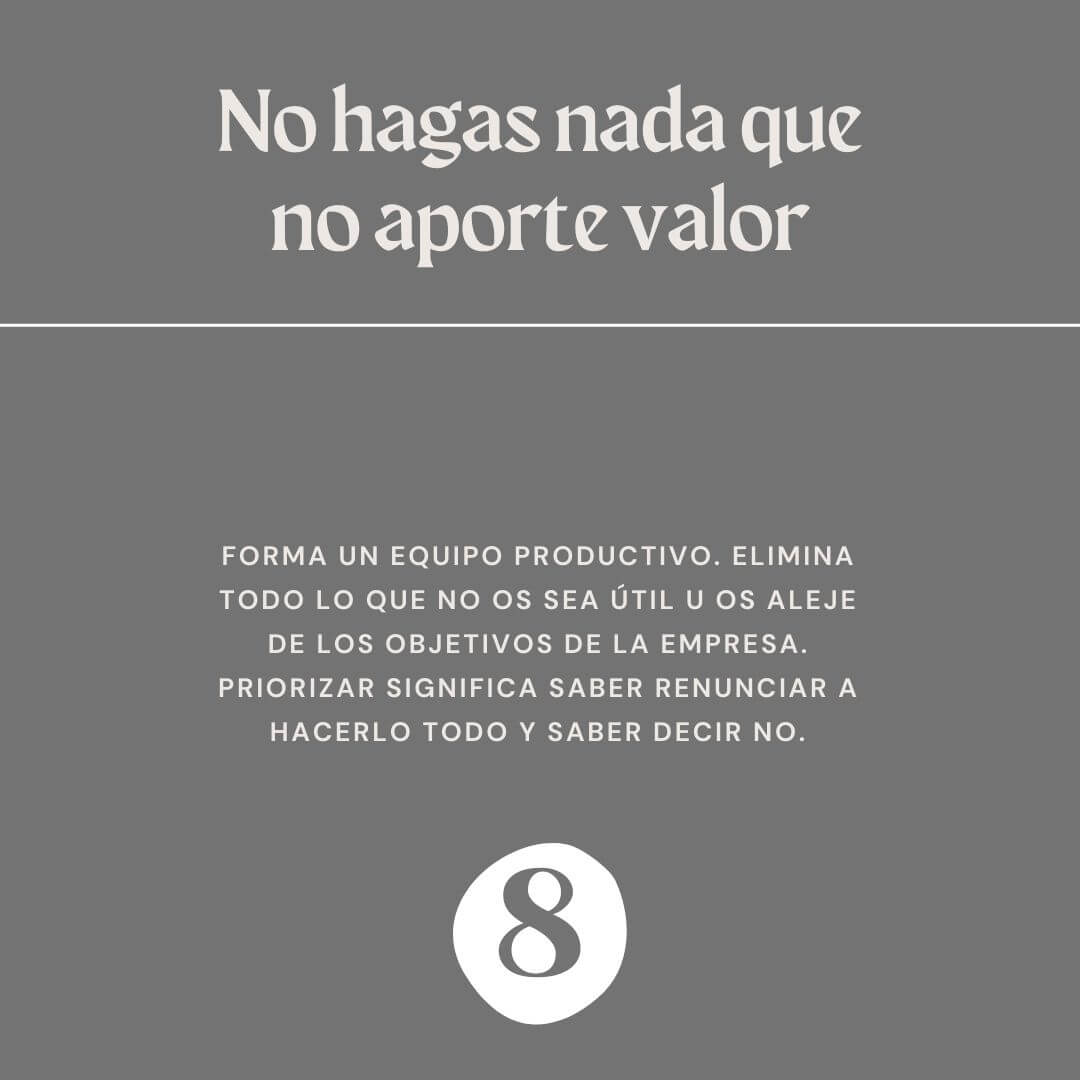 No hagas nada que
no aporte valor
FORMA UN EQUIPO PRODUCTIVO. ELIMINA
TODO LO QUE NO OS SEA ÚTIL U OS ALEJE
DE LOS OBJETIVOS DE LA EMPRESA.
PRIORIZAR SIGNIFICA SABER RENUNCIAR A
HACERLO TODO Y SABER DECIR NO.
8